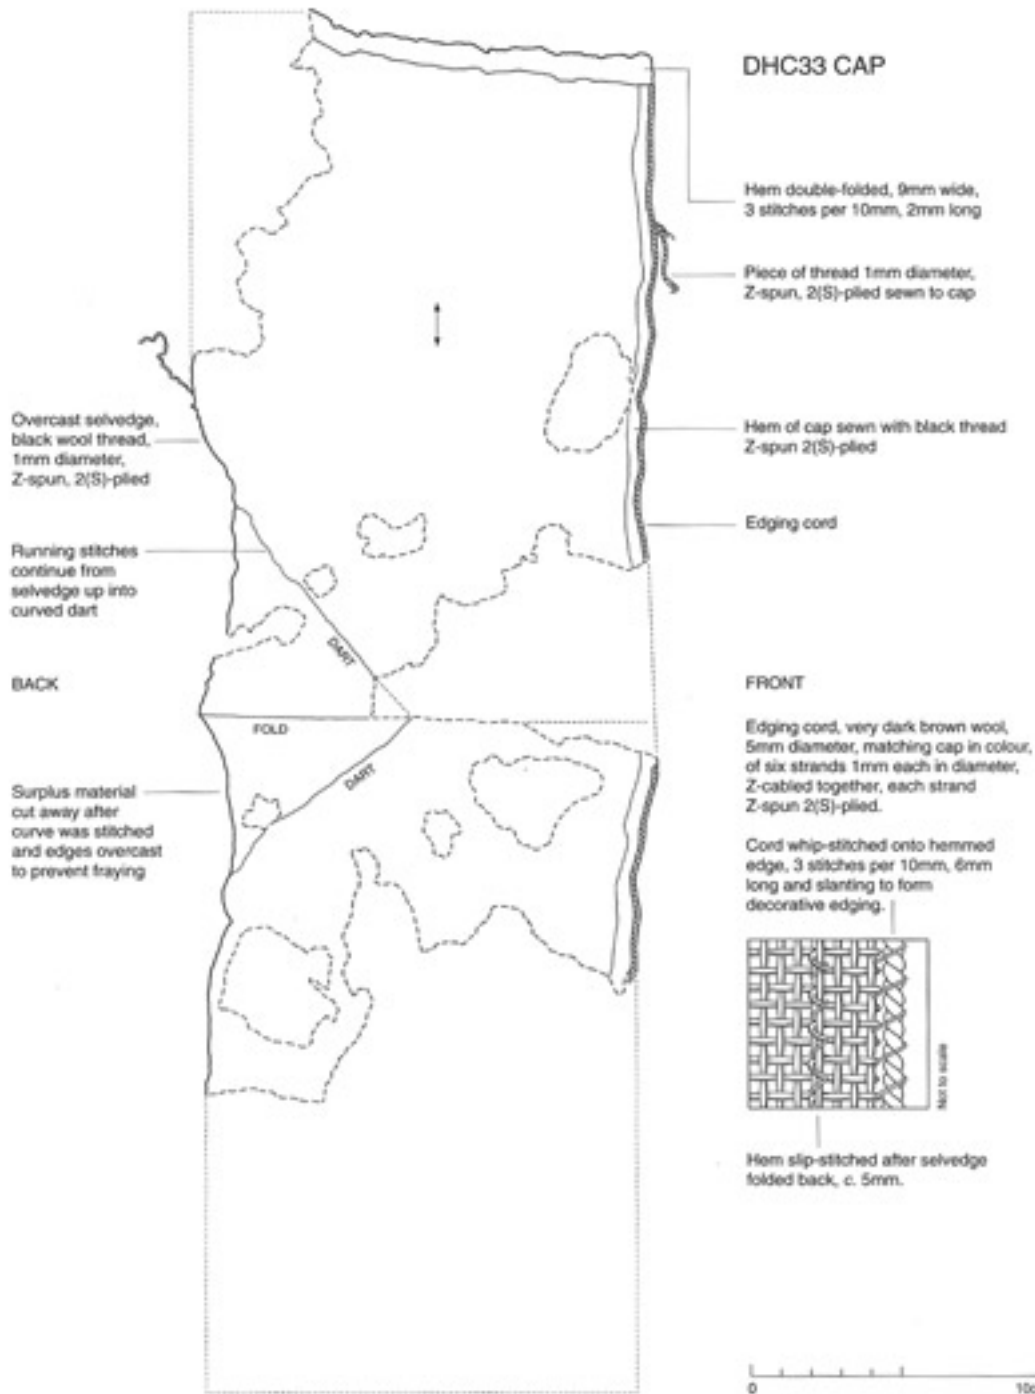 DHC33 CAP
Hem double-folded, 9mm wide,
3 stitches per 10mm, 2mm long
Piece of thread 1mm diameter,
Z-spun, 2(S)-plied sewn to cap
Overcast selvedge,
black wool thread,
1mm diameter,
Z-spun, 2(S)-plied
Hem of cap sewn with black thread
Z-spun 2(S)-plied
Edging cord
Running stitches
continue from
selvedge up into
curved dart
DART
BACK
FRONT
FOLD
DART
Surplus material
cut away after
curve was stitched
and edges overcast
to prevent fraying
Edging cord, very dark brown wool,
5mm diameter, matching cap in colour,
of six strands 1mm each in diameter,
Z-cabled together, each strand
Z-spun 2(S)-plied.
Cord whip-stitched onto hemmed
edge, 3 stitches per 10mm, 6mm
long and slanting to form
decorative edging.
Not to scale
Hem slip-stitched after selvedge
folded back, c. 5mm.
0